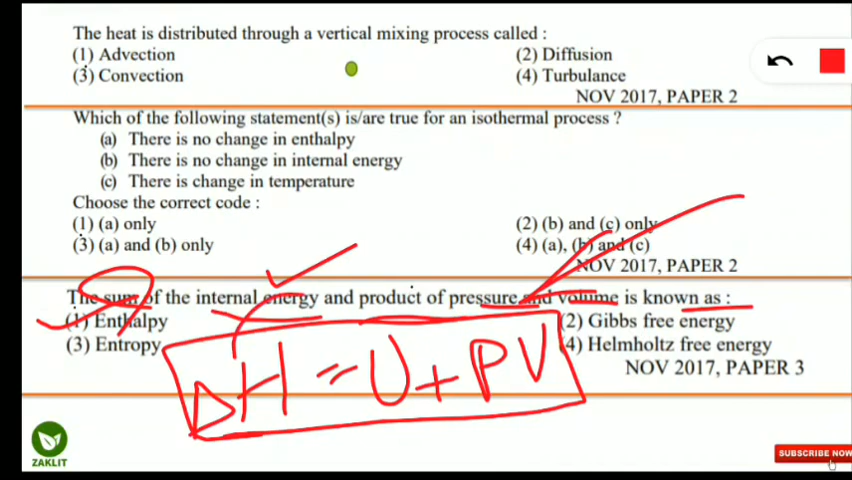 The heat is distributed through a vertical mixing process called :
(1) Advection (2) Diffusion
(3) Convection (4) Turbulance
NOV 2017, PAPER 2
Which of the following statement(s) is/are true for an isothermal process ?
(a) There is no change in enthalpy
(b) There is no change in internal energy
(c) There is change in temperature
Choose the correct code :
(1) (a) only (2) (b) and (c) only
(3) (a) and (b) only (4) (a), (b) and (c)
NOV 2017, PAPER 2
The sum of the internal energy and product of pressure and volume is known as :
(1) Enthalpy (2) Gibbs free energy
(3) Entropy (4) Helmholtz free energy
NOV 2017, PAPER 3
ΔH = U + PV
ZAKLIT
SUBSCRIBE NOW